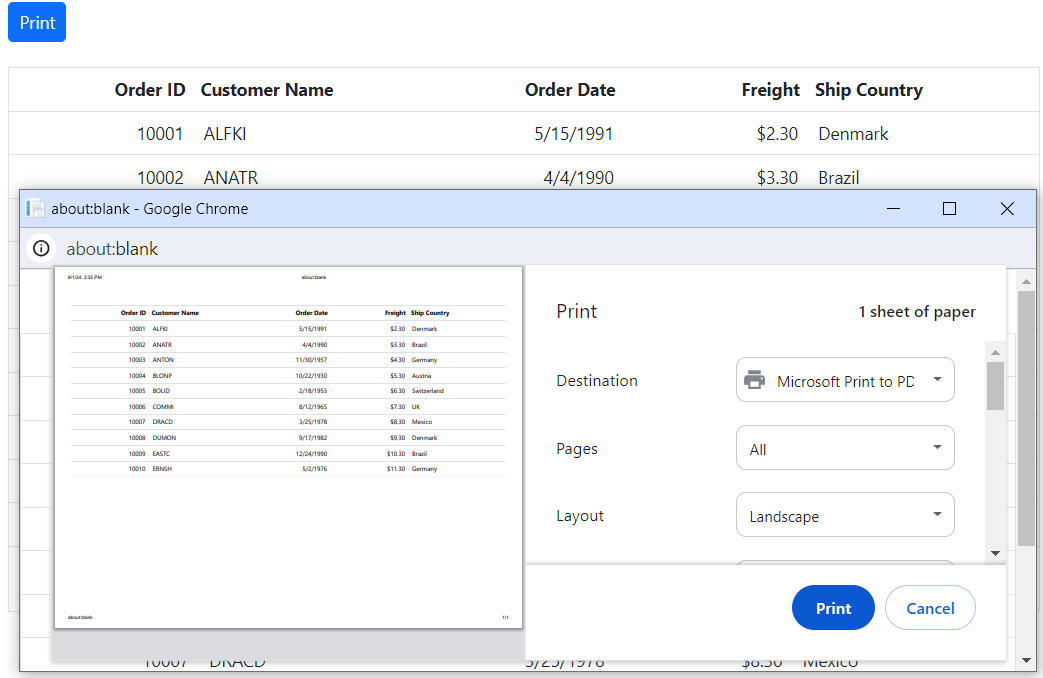 Print
Order ID Customer Name Order Date Freight Ship Country
10001 ALFKI 5/15/1991 $2.30 Denmark
10002 ANATR 4/4/1990 $3.30 Brazil
about:blank - Google Chrome
about:blank
8/1/24, 2:32 PM about:blank
Order ID Customer Name Order Date Freight Ship Country
10001 ALFKI 5/15/1991 $2.30 Denmark
10002 ANATR 4/4/1990 $3.30 Brazil
10003 ANTON 11/30/1957 $4.30 Germany
10004 BLONP 10/22/1930 $5.30 Austria
10005 BOLID 2/18/1953 $6.30 Switzerland
10006 COMMI 8/12/1965 $7.30 UK
10007 DRACD 3/25/1978 $8.30 Mexico
10008 DUMON 9/17/1982 $9.30 Denmark
10009 EASTC 12/24/1990 $10.30 Brazil
10010 ERNSH 5/2/1976 $11.30 Germany
about:blank 1/1
Print 1 sheet of paper
Destination Microsoft Print to PD
Pages All
Layout Landscape
Print Cancel
10007 DRACD 3/25/1978 $8.30 Mexico